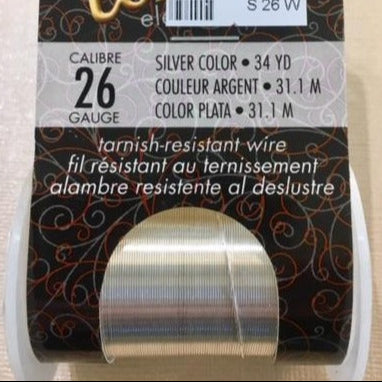 S 26 W
CALIBRE
26
GAUGE
SILVER COLOR • 34 YD
COULEUR ARGENT • 31.1 M
COLOR PLATA • 31.1 M
tarnish-resistant wire
fil résistant au ternissement
alambre resistente al deslustre